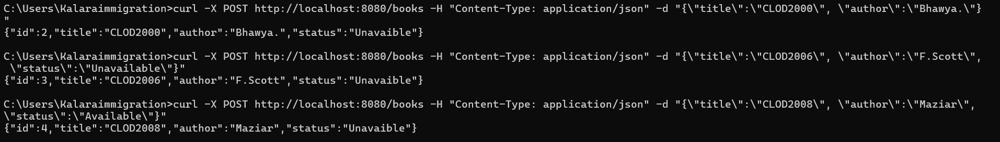 C:\Users\Kalaraimmigration>curl -X POST http://localhost:8080/books -H "Content-Type: application/json" -d "{\"title\":\"CLOD2000\", \"author\":\"Bhawya.\"}
"
{"id":2,"title":"CLOD2000","author":"Bhawya.","status":"Unavaible"}
C:\Users\Kalaraimmigration>curl -X POST http://localhost:8080/books -H "Content-Type: application/json" -d "{\"title\":\"CLOD2006\", \"author\":\"F.Scott\",
\"status\":\"Unavailable\"}"
{"id":3,"title":"CLOD2006","author":"F.Scott","status":"Unavaible"}
C:\Users\Kalaraimmigration>curl -X POST http://localhost:8080/books -H "Content-Type: application/json" -d "{\"title\":\"CLOD2008\", \"author\":\"Maziar\",
\"status\":\"Available\"}"
{"id":4,"title":"CLOD2008","author":"Maziar","status":"Unavaible"}